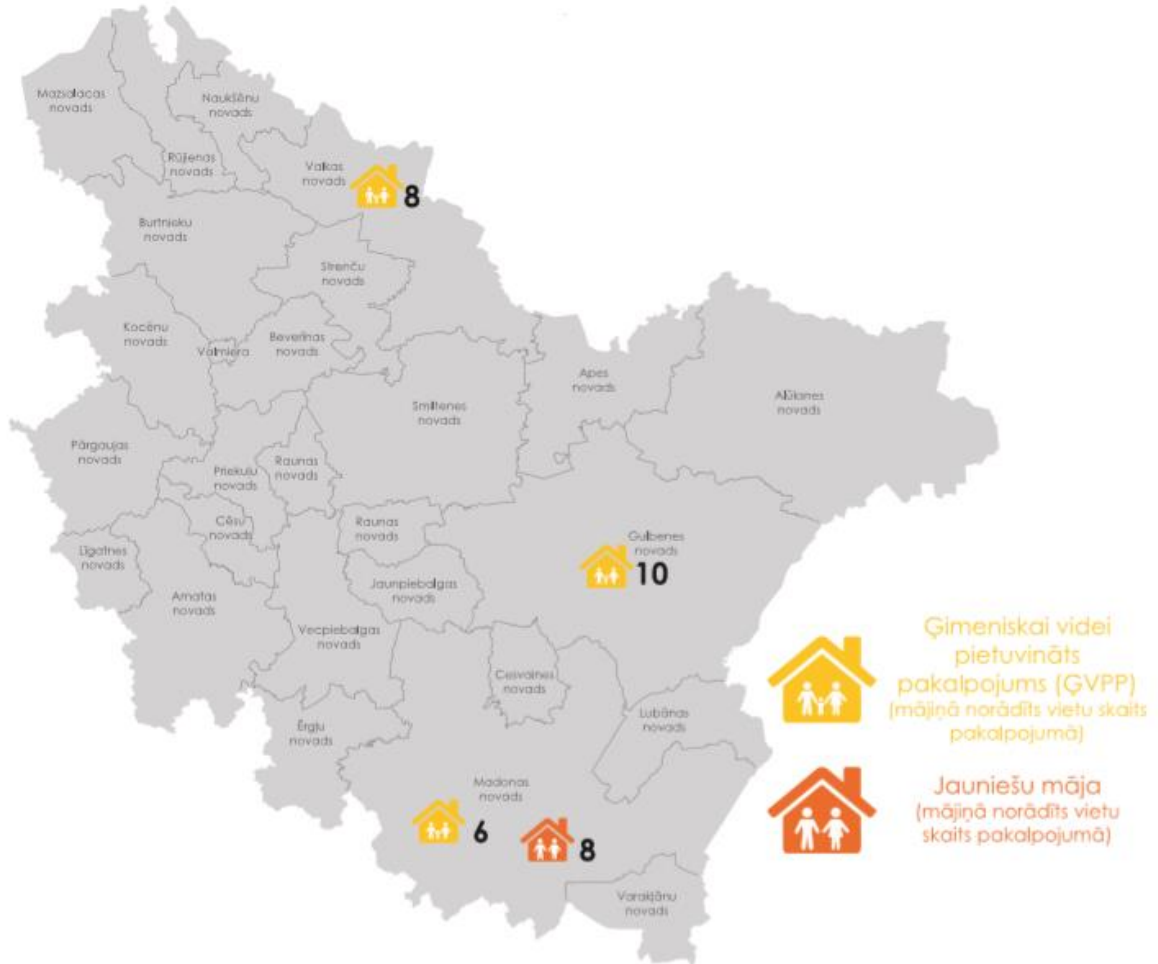 Mazsalacas
novads
Naukšēnu
novads
Rūjienas
novads
Valkas
novads
8
Burtnieku
novads
Strenču
novads
Kocēnu
novads
Valmiera
Beverīnas
novads
Apes
novads
Alūksnes
novads
Smiltenes
novads
Pārgaujas
novads
Priekuļu
novads
Raunas
novads
Cēsu
novads
Raunas
novads
Gulbenes
novads
10
Līgatnes
novads
Amatas
novads
Jaunpiebalgas
novads
Vecpiebalgas
novads
Cesvaines
novads
Lubānas
novads
Ērgļu
novads
Madonas
novads
6
8
Varakļānu
novads
Ģimeniskai videi
pietuvināts
pakalpojums (ĢVPP)
(mājiņā norādīts vietu skaits
pakalpojumā)
Jauniešu māja
(mājiņā norādīts vietu
skaits pakalpojumā)